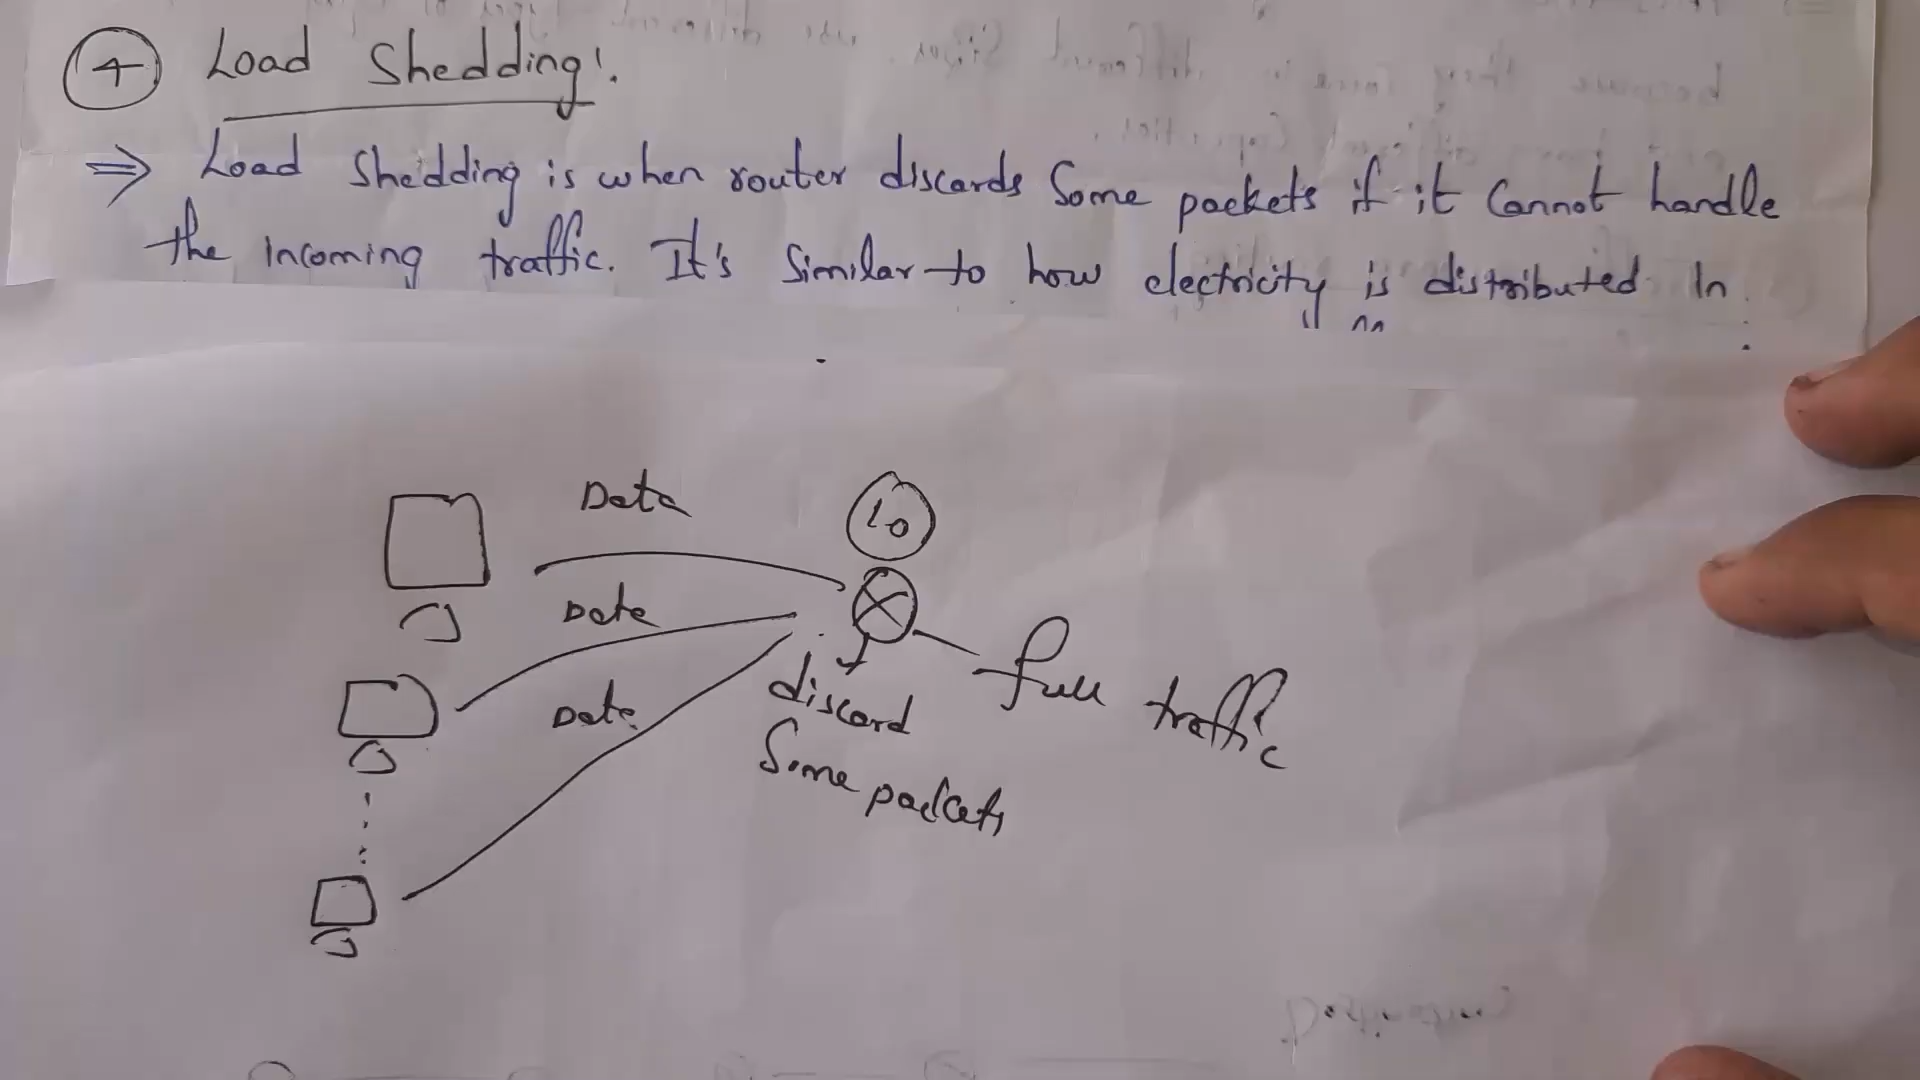 4 Load Shedding:
⇒ Load Shedding is when router discards Some packets if it Cannot handle
the incoming traffic. It's Similar to how electricity is distributed In
Data
10
Data
Data
discard
Some packets
full traffic